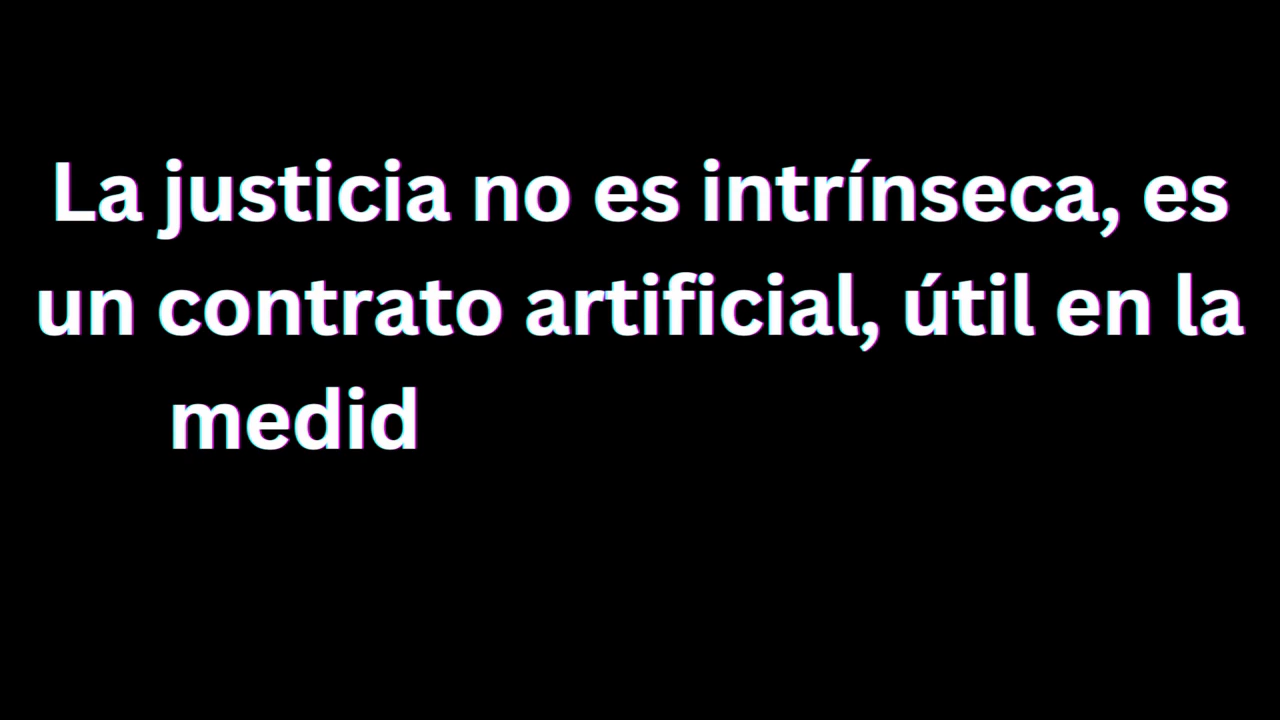 La justicia no es intrínseca, es
un contrato artificial, útil en la
medid